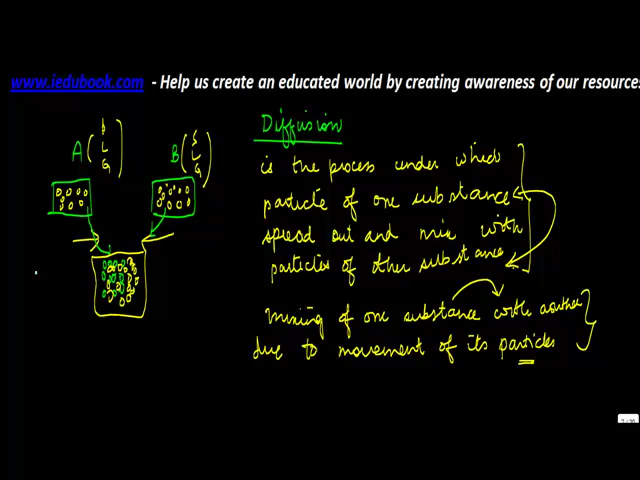 www.iedubook.com - Help us create an educated world by creating awareness of our resources
Diffusion
A ( S L G )
B ( S L G )
is the process under which
particle of one substance
spread out and mix with
particles of other substance
mixing of one substance with another
due to movement of its particles